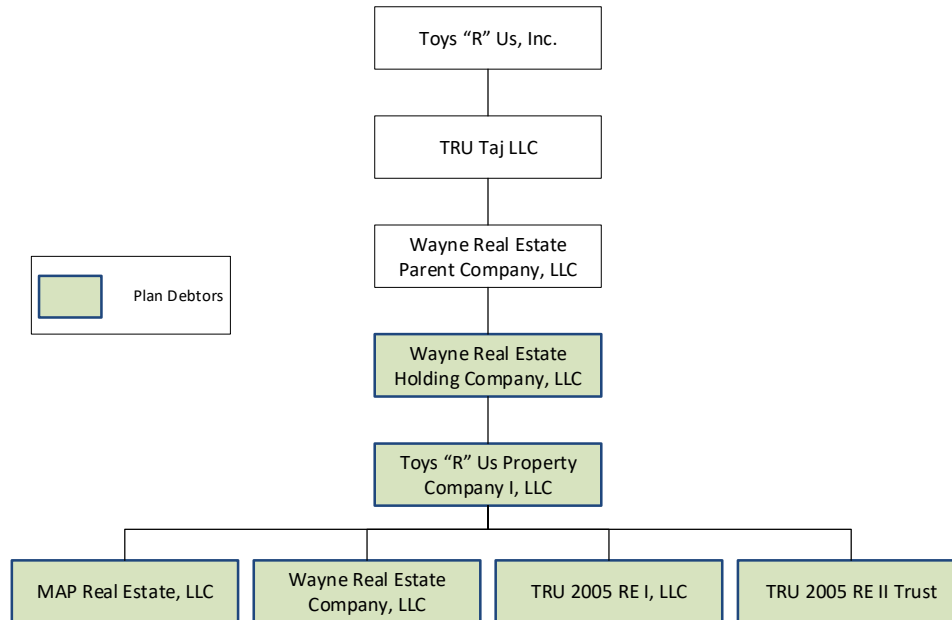 Toys “R” Us, Inc.
TRU Taj LLC
Wayne Real Estate
Parent Company, LLC
Plan Debtors
Wayne Real Estate
Holding Company, LLC
Toys “R” Us Property
Company I, LLC
MAP Real Estate, LLC
Wayne Real Estate
Company, LLC
TRU 2005 RE I, LLC
TRU 2005 RE II Trust